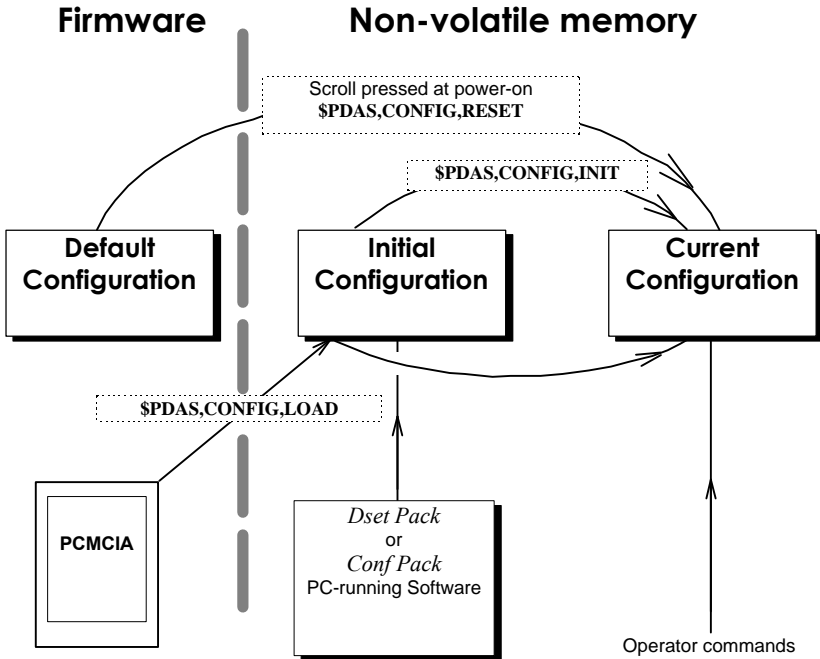 Firmware
Non-volatile memory
Scroll pressed at power-on
$PDAS,CONFIG,RESET
$PDAS,CONFIG,INIT
Default
Configuration
Initial
Configuration
Current
Configuration
$PDAS,CONFIG,LOAD
PCMCIA
Dset Pack
or
Conf Pack
PC-running Software
Operator commands